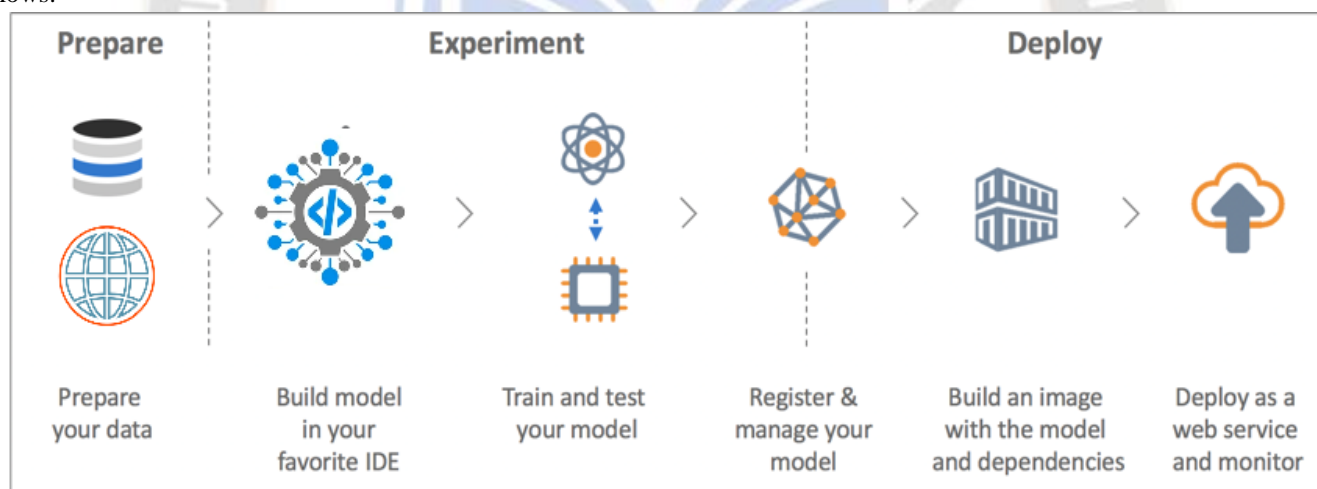 Prepare
Experiment
Deploy
Prepare
your data
Build model
in your
favorite IDE
Train and test
your model
Register &
manage your
model
Build an image
with the model
and dependencies
Deploy as a
web service
and monitor